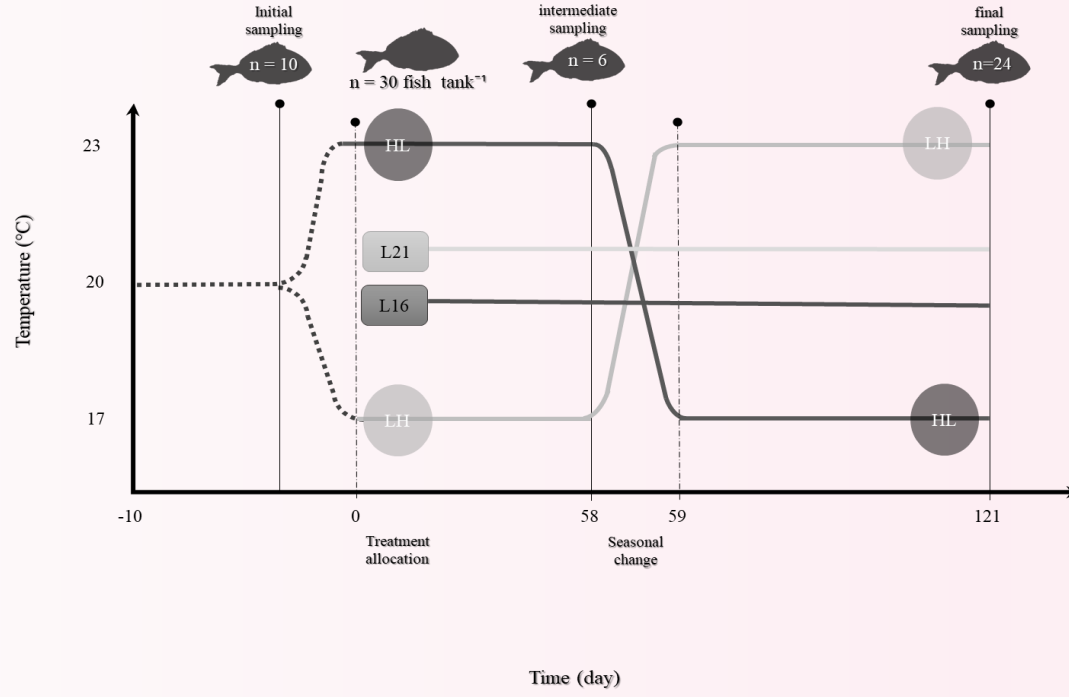 Initial
sampling
n = 10
n = 30 fish tank⁻¹
intermediate
sampling
n = 6
final
sampling
n=24
Temperature (℃)
23
20
17
HL
LH
L21
L16
LH
HL
-10
0
58
59
121
Treatment
allocation
Seasonal
change
Time (day)